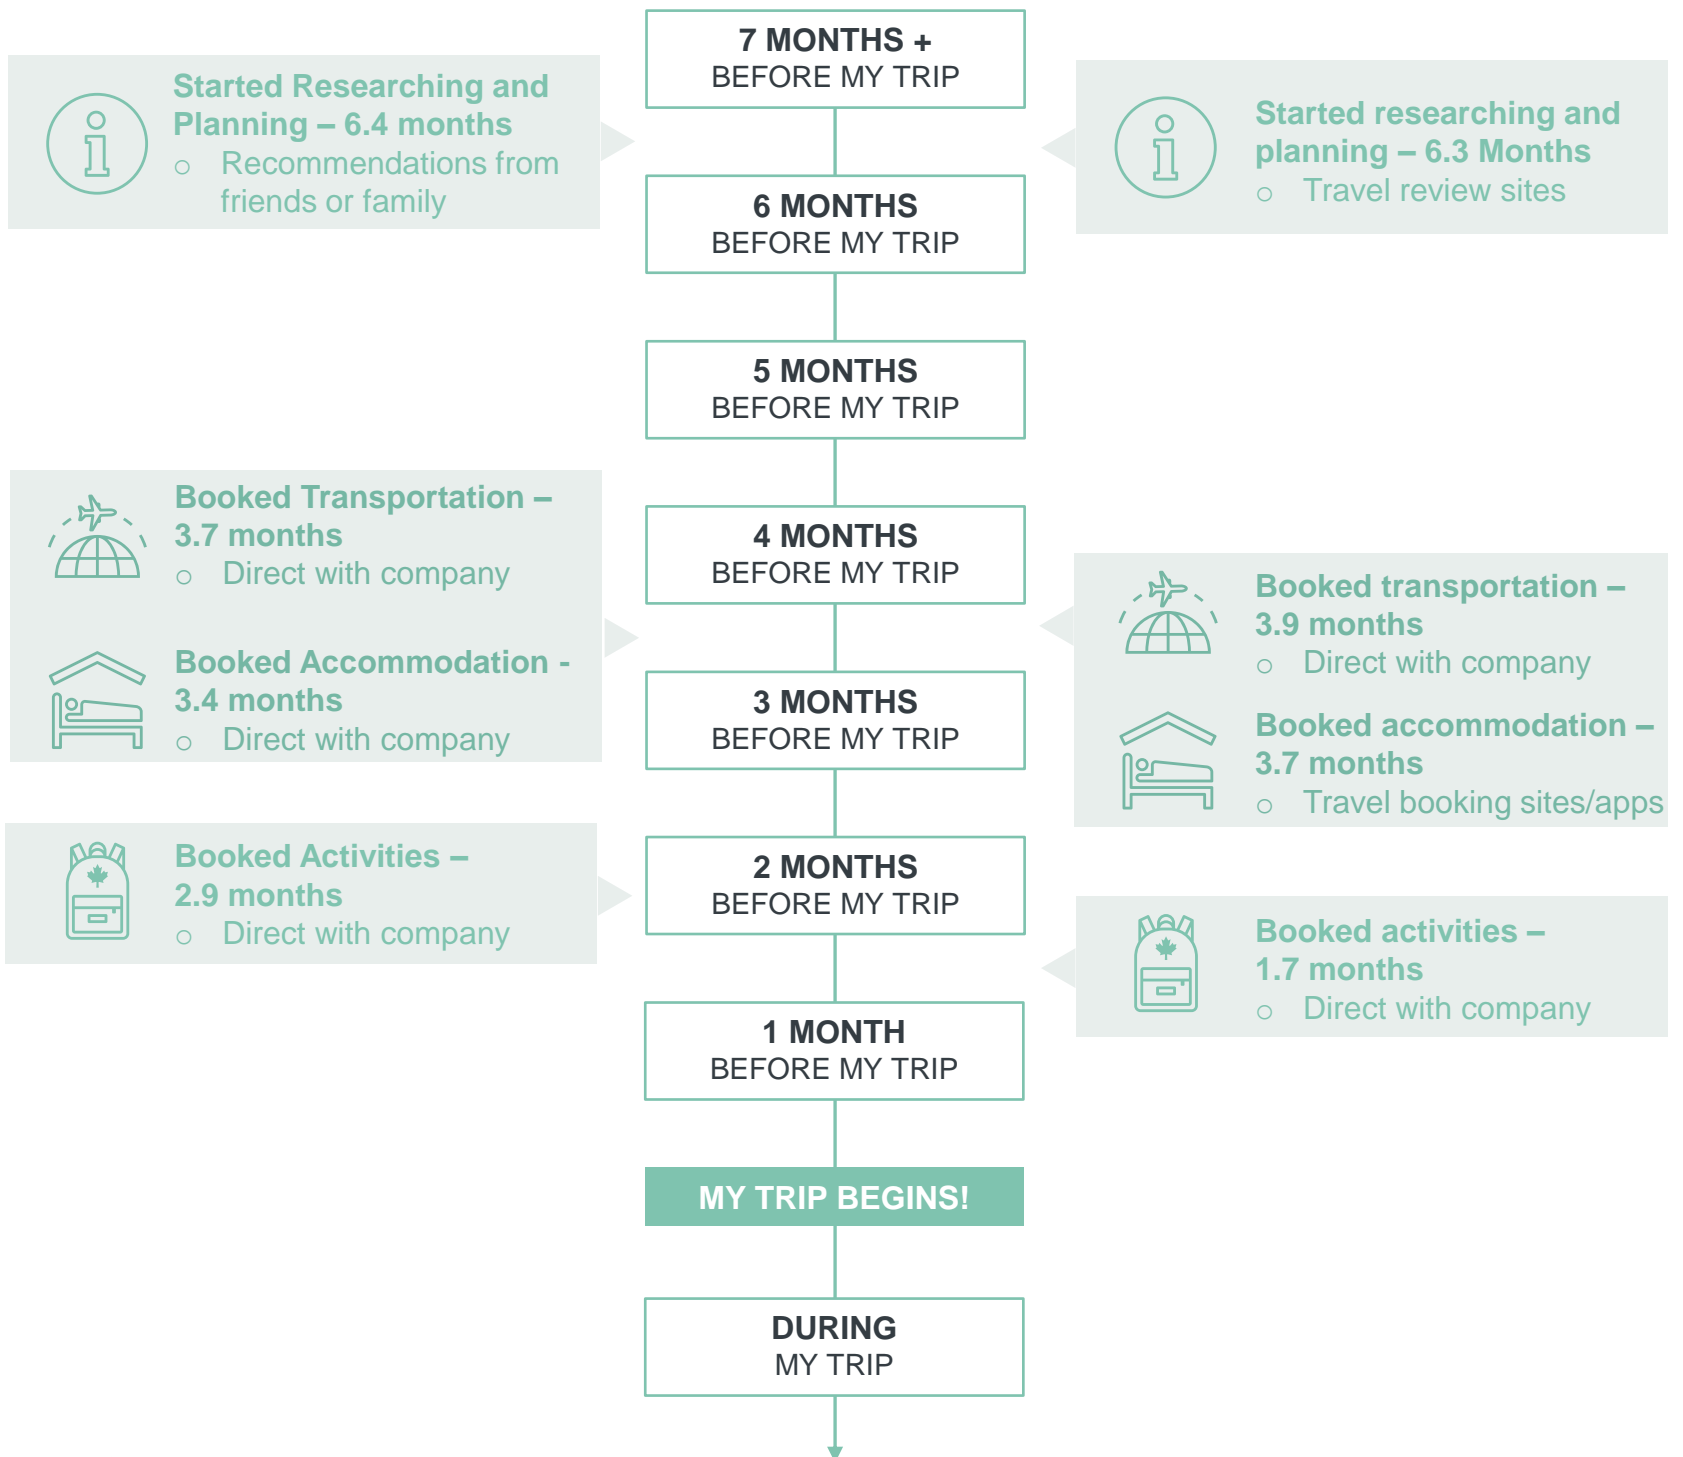 7 MONTHS +
BEFORE MY TRIP
Started Researching and
Planning – 6.4 months
○ Recommendations from
friends or family
Started researching and
planning – 6.3 Months
○ Travel review sites
6 MONTHS
BEFORE MY TRIP
5 MONTHS
BEFORE MY TRIP
Booked Transportation –
3.7 months
○ Direct with company
Booked Accommodation -
3.4 months
○ Direct with company
4 MONTHS
BEFORE MY TRIP
Booked transportation –
3.9 months
○ Direct with company
Booked accommodation –
3.7 months
○ Travel booking sites/apps
3 MONTHS
BEFORE MY TRIP
Booked Activities –
2.9 months
○ Direct with company
2 MONTHS
BEFORE MY TRIP
Booked activities –
1.7 months
○ Direct with company
1 MONTH
BEFORE MY TRIP
MY TRIP BEGINS!
DURING
MY TRIP